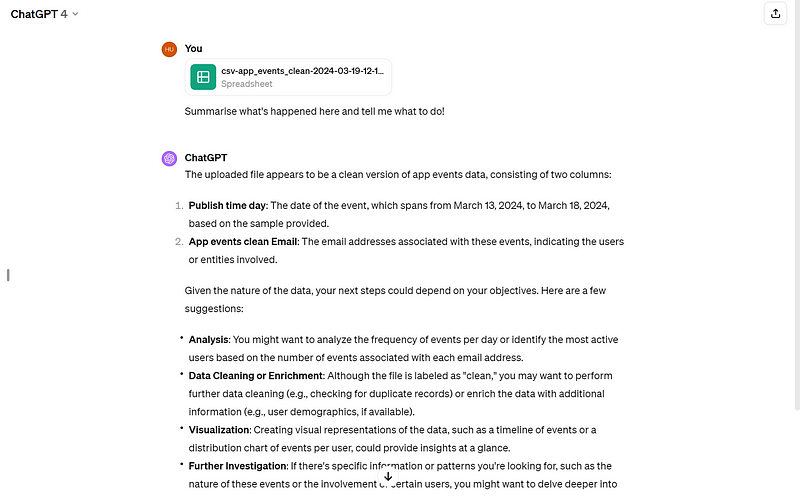 ChatGPT 4
HU
You
csv-app_events_clean-2024-03-19-12-1...
Spreadsheet
Summarise what's happened here and tell me what to do!
ChatGPT
The uploaded file appears to be a clean version of app events data, consisting of two columns:
1. Publish time day: The date of the event, which spans from March 13, 2024, to March 18, 2024,
based on the sample provided.
2. App events clean Email: The email addresses associated with these events, indicating the users
or entities involved.
Given the nature of the data, your next steps could depend on your objectives. Here are a few
suggestions:
• Analysis: You might want to analyze the frequency of events per day or identify the most active
users based on the number of events associated with each email address.
• Data Cleaning or Enrichment: Although the file is labeled as "clean," you may want to perform
further data cleaning (e.g., checking for duplicate records) or enrich the data with additional
information (e.g., user demographics, if available).
• Visualization: Creating visual representations of the data, such as a timeline of events or a
distribution chart of events per user, could provide insights at a glance.
• Further Investigation: If there's specific information or patterns you're looking for, such as the
nature of these events or the involvement of certain users, you might want to delve deeper into